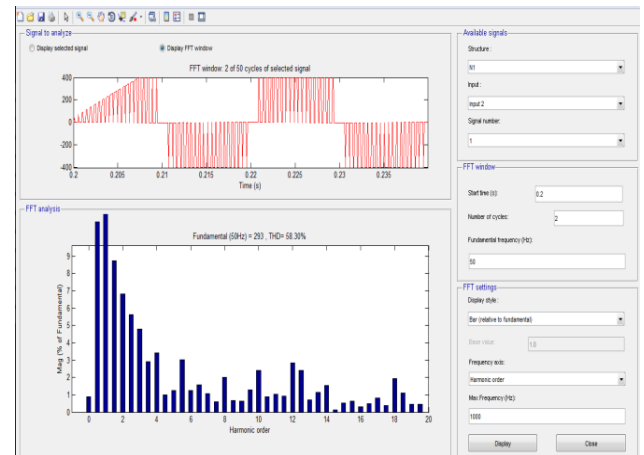 Signal to analyze
Display selected signal
Display FFT window
FFT window: 2 of 50 cycles of selected signal
400
200
0
-200
-400
0.2 0.205 0.21 0.215 0.22 0.225 0.23 0.235
Time (s)
FFT analysis
Fundamental (50Hz) = 293 , THD= 58.30%
Mag (% of Fundamental)
9
8
7
6
5
4
3
2
1
0
0 2 4 6 8 10 12 14 16 18 20
Harmonic order
Available signals
Structure :
N1
Input :
input 2
Signal number:
1
FFT window
Start time (s): 0.2
Number of cycles: 2
Fundamental frequency (Hz):
50
FFT settings
Display style :
Bar (relative to fundamental)
Base value: 1.0
Frequency axis:
Harmonic order
Max Frequency (Hz):
1000
Display Close